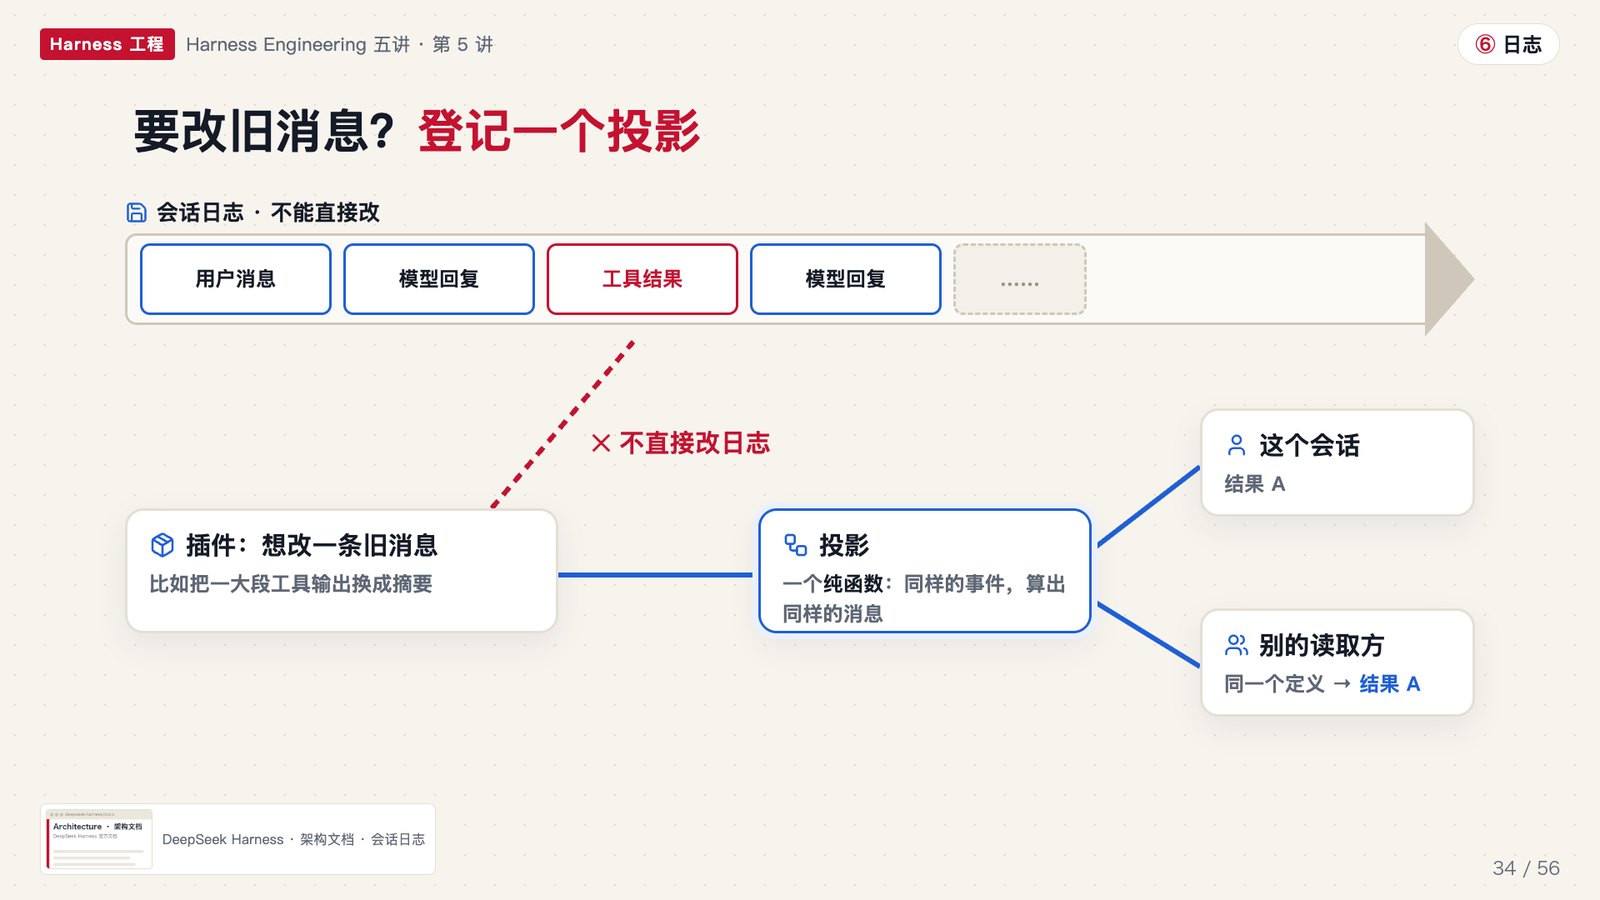 Harness 工程
Harness Engineering 五讲 · 第 5 讲
⑥ 日志
要改旧消息？登记一个投影
会话日志 · 不能直接改
用户消息
模型回复
工具结果
模型回复
......
× 不直接改日志
插件：想改一条旧消息
比如把一大段工具输出换成摘要
投影
一个纯函数：同样的事件，算出
同样的消息
这个会话
结果 A
别的读取方
同一个定义 → 结果 A
Architecture · 架构文档
DeepSeek Harness 官方文档
DeepSeek Harness · 架构文档 · 会话日志
34 / 56